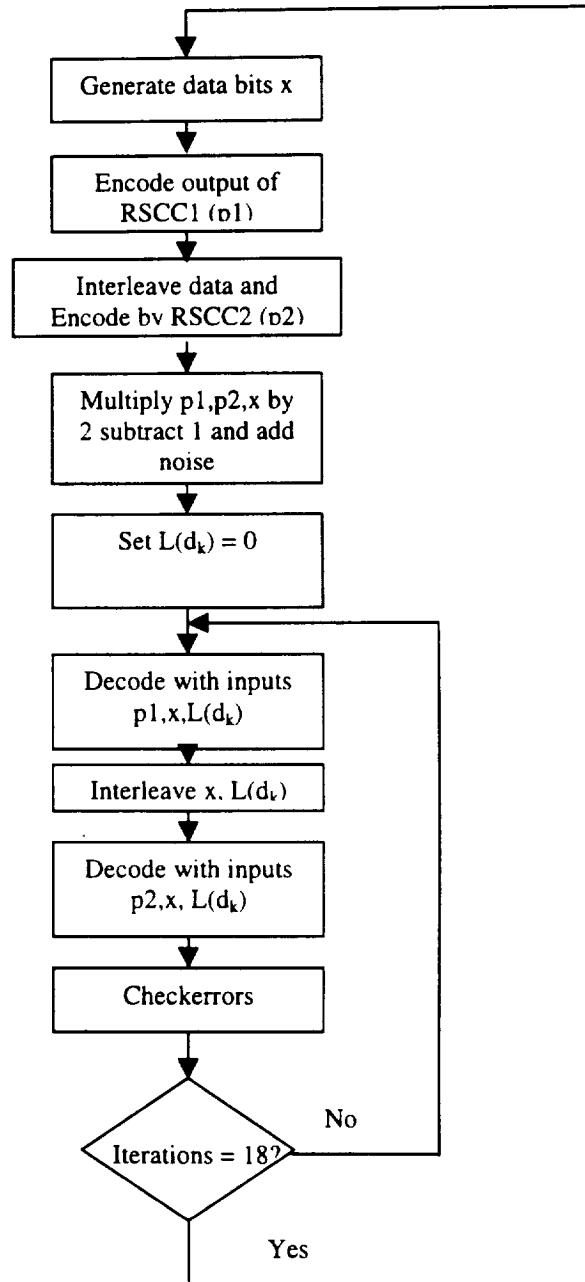 Generate data bits x
Encode output of
RSCC1 (p1)
Interleave data and
Encode by RSCC2 (p2)
Multiply p1,p2,x by
2 subtract 1 and add
noise
Set L(dₖ) = 0
Decode with inputs
p1,x,L(dₖ)
Interleave x, L(dₖ)
Decode with inputs
p2,x, L(dₖ)
Checkerrors
Iterations = 18?
No
Yes